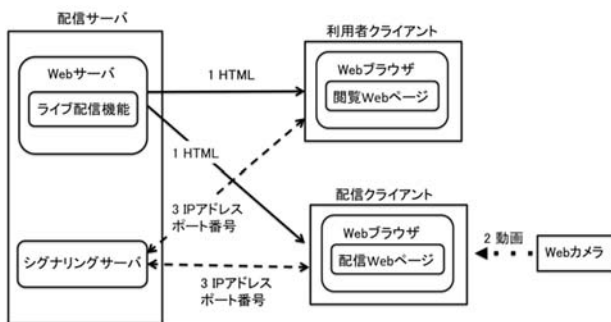 配信サーバ
Webサーバ
ライブ配信機能
シグナリングサーバ
1 HTML
1 HTML
3 IPアドレス
ポート番号
3 IPアドレス
ポート番号
利用者クライアント
Webブラウザ
閲覧Webページ
配信クライアント
Webブラウザ
配信Webページ
2 動画
Webカメラ